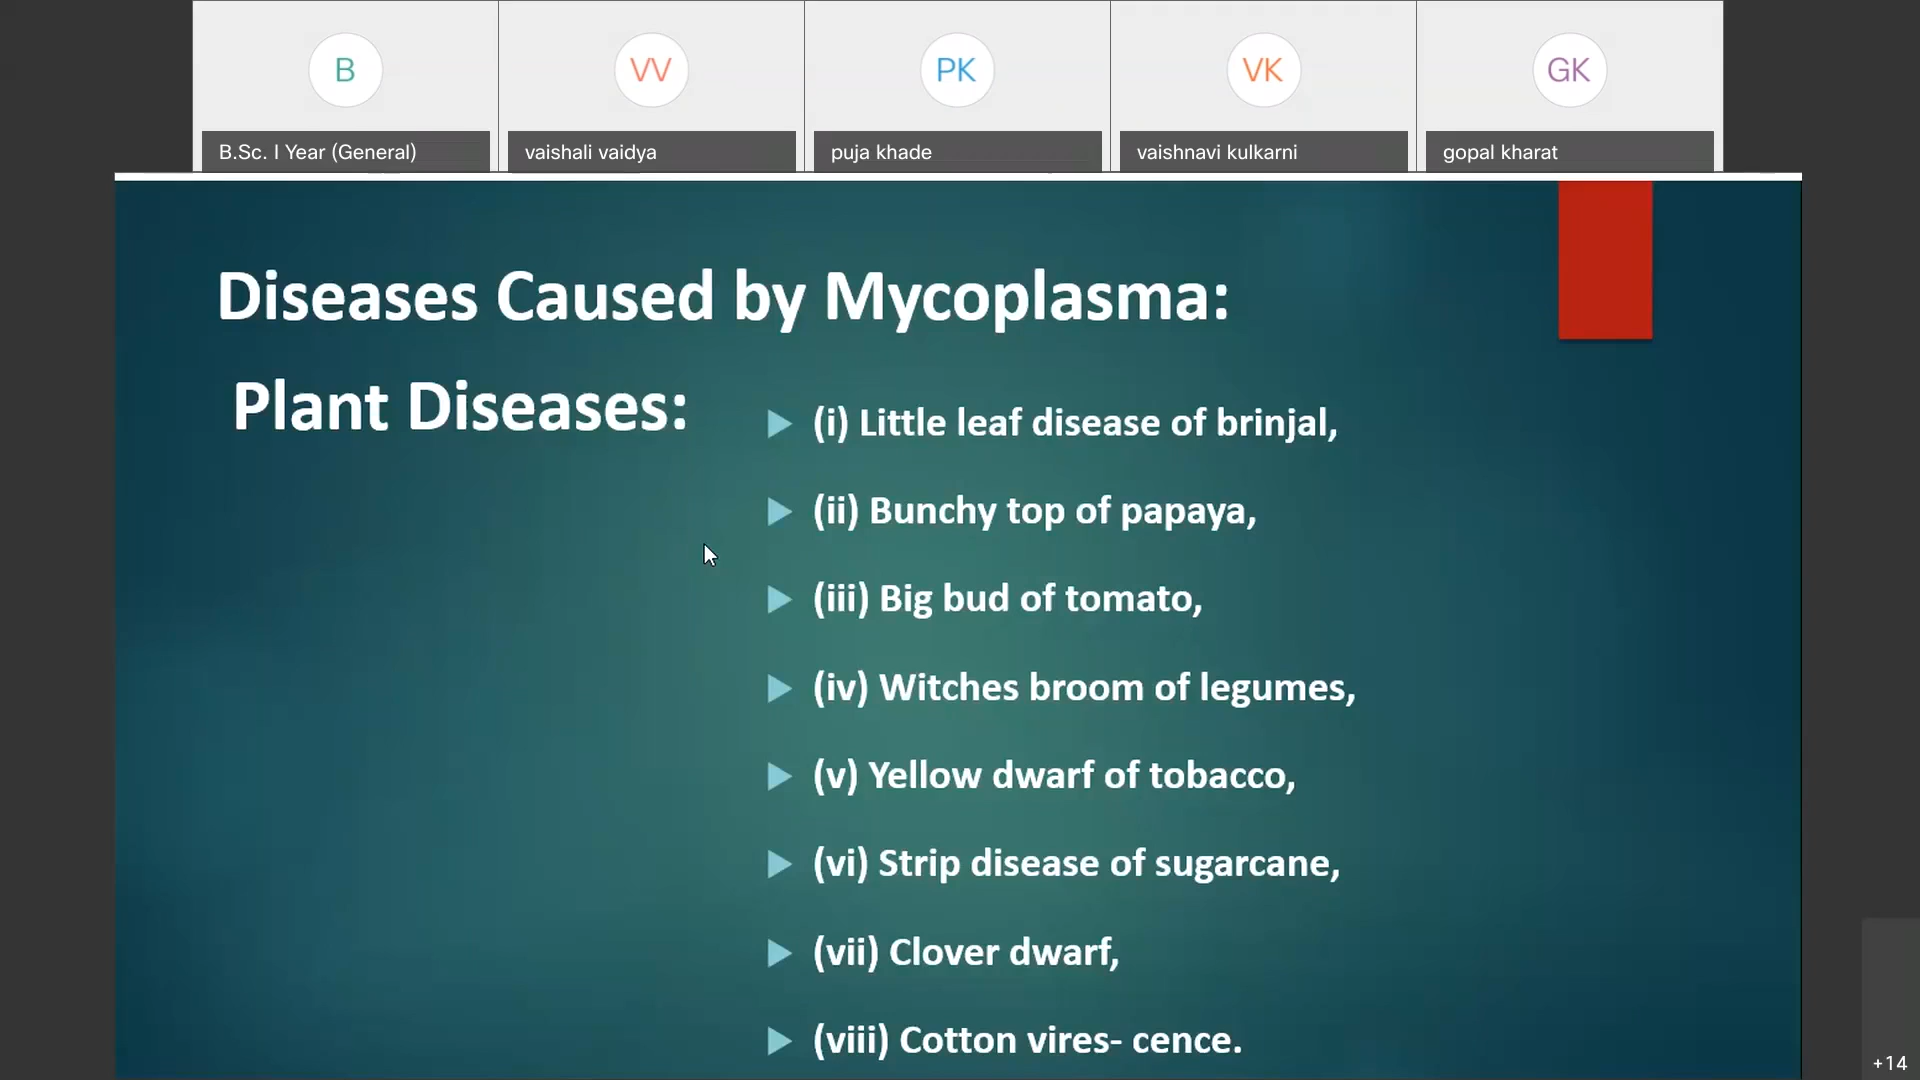 B
VV
PK
VK
GK
B.Sc. I Year (General)
vaishali vaidya
puja khade
vaishnavi kulkarni
gopal kharat
Diseases Caused by Mycoplasma:
Plant Diseases:
(i) Little leaf disease of brinjal,
(ii) Bunchy top of papaya,
(iii) Big bud of tomato,
(iv) Witches broom of legumes,
(v) Yellow dwarf of tobacco,
(vi) Strip disease of sugarcane,
(vii) Clover dwarf,
(viii) Cotton vires- cence.
+14